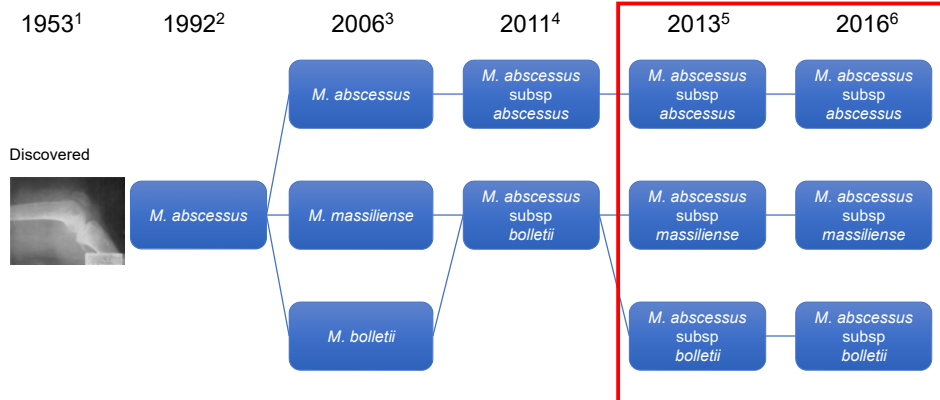 1953¹ 1992² 2006³ 2011⁴ 2013⁵ 2016⁶
M. abscessus
M. abscessus
subsp
abscessus
M. abscessus
subsp
abscessus
M. abscessus
subsp
abscessus
Discovered
M. abscessus
M. massiliense
M. abscessus
subsp
bolletii
M. abscessus
subsp
massiliense
M. abscessus
subsp
massiliense
M. bolletii
M. abscessus
subsp
bolletii
M. abscessus
subsp
bolletii